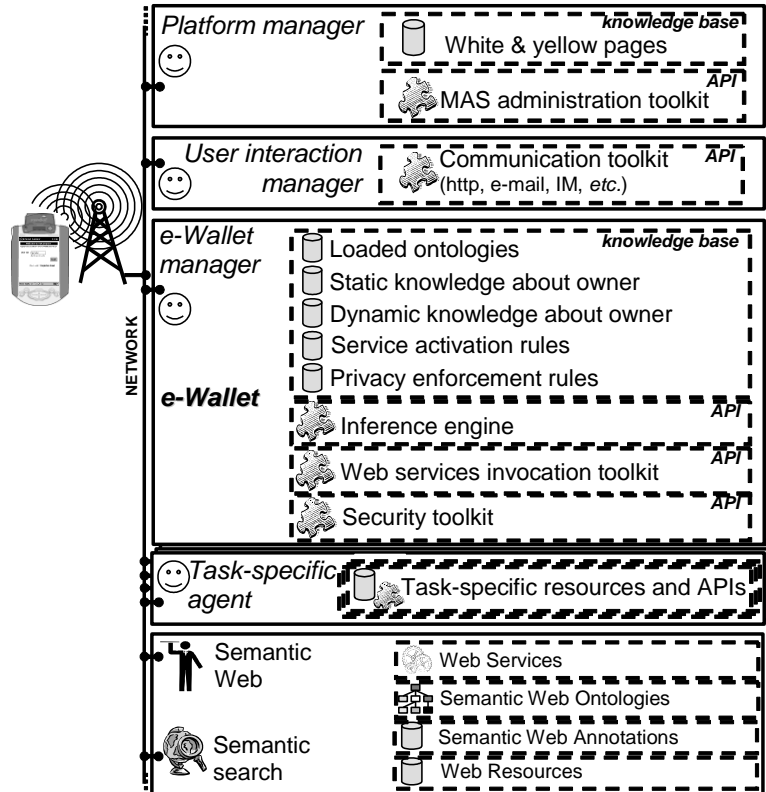 Platform manager
knowledge base
White & yellow pages
API
MAS administration toolkit
User interaction
manager
Communication toolkit
API
(http, e-mail, IM, etc.)
e-Wallet
manager
knowledge base
Loaded ontologies
Static knowledge about owner
Dynamic knowledge about owner
Service activation rules
Privacy enforcement rules
NETWORK
e-Wallet
API
Inference engine
API
Web services invocation toolkit
API
Security toolkit
Task-specific
agent
Task-specific resources and APIs
Semantic
Web
Web Services
Semantic Web Ontologies
Semantic
search
Semantic Web Annotations
Web Resources